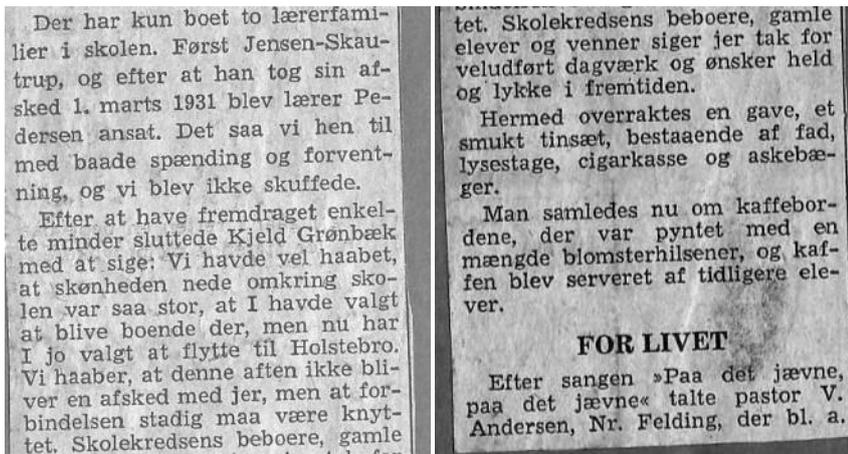 Der har kun boet to lærerfami-
lier i skolen. Først Jensen-Skau-
trup, og efter at han tog sin af-
sked 1. marts 1931 blev lærer Pe-
dersen ansat. Det saa vi hen til
med baade spænding og forvent-
ning, og vi blev ikke skuffede.
Efter at have fremdraget enkel-
te minder sluttede Kjeld Grønbæk
med at sige: Vi havde vel haabet,
at skønheden nede omkring sko-
len var saa stor, at I havde valgt
at blive boende der, men nu har
I jo valgt at flytte til Holstebro.
Vi haaber, at denne aften ikke bli-
ver en afsked med jer, men at for-
bindelsen stadig maa være knyt-
tet. Skolekredsens beboere, gamle
tet. Skolekredsens beboere, gamle
elever og venner siger jer tak for
veludført dagværk og ønsker held
og lykke i fremtiden.
Hermed overraktes en gave, et
smukt tinsæt, bestaaende af fad,
lysestage, cigarkasse og askebæ-
ger.
Man samledes nu om kaffebor-
dene, der var pyntet med en
mængde blomsterhilsener, og kaf-
fen blev serveret af tidligere ele-
ver.
FOR LIVET
Efter sangen »Paa det jævne,
paa det jævne« talte pastor V.
Andersen, Nr. Felding, der bl. a.